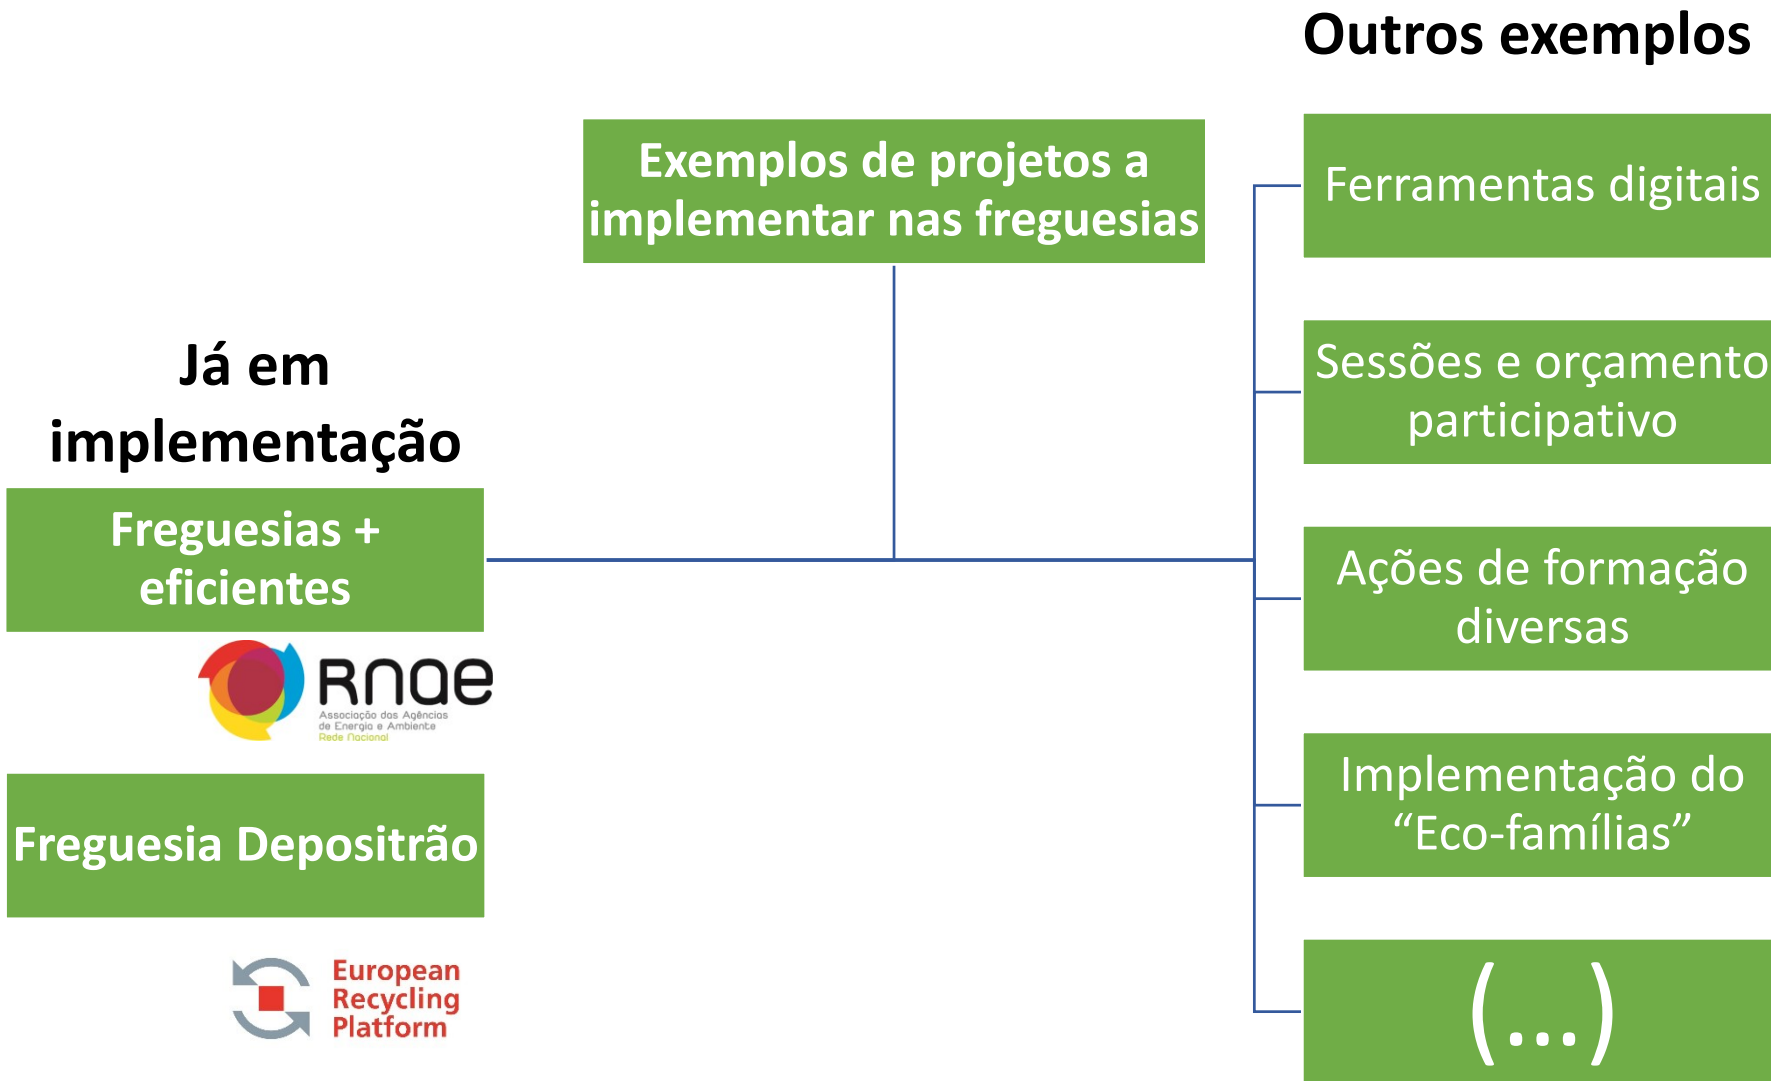 Outros exemplos
Exemplos de projetos a
implementar nas freguesias
Já em
implementação
Freguesias +
eficientes
RNAE
Associação das Agências
de Energia e Ambiente
Rede Nacional
Freguesia Depositrão
European
Recycling
Platform
Ferramentas digitais
Sessões e orçamento
participativo
Ações de formação
diversas
Implementação do
“Eco-famílias”
(...)